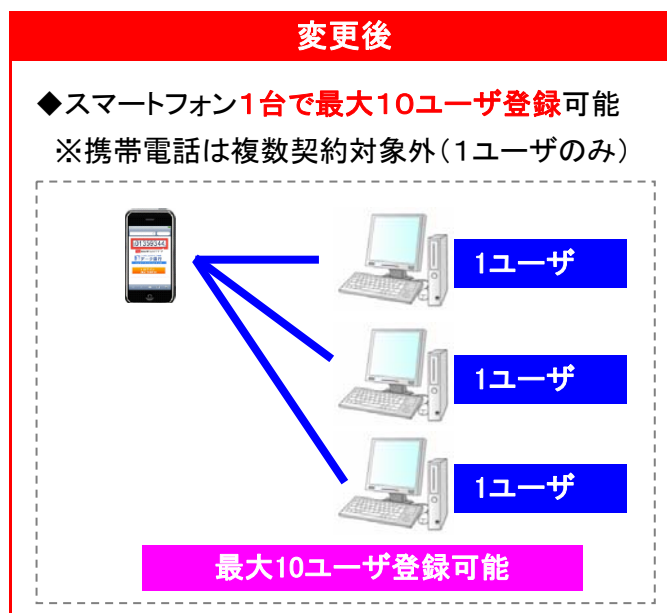 変更後
◆スマートフォン1台で最大10ユーザ登録可能
※携帯電話は複数契約対象外(1ユーザのみ)
1ユーザ
1ユーザ
1ユーザ
最大10ユーザ登録可能